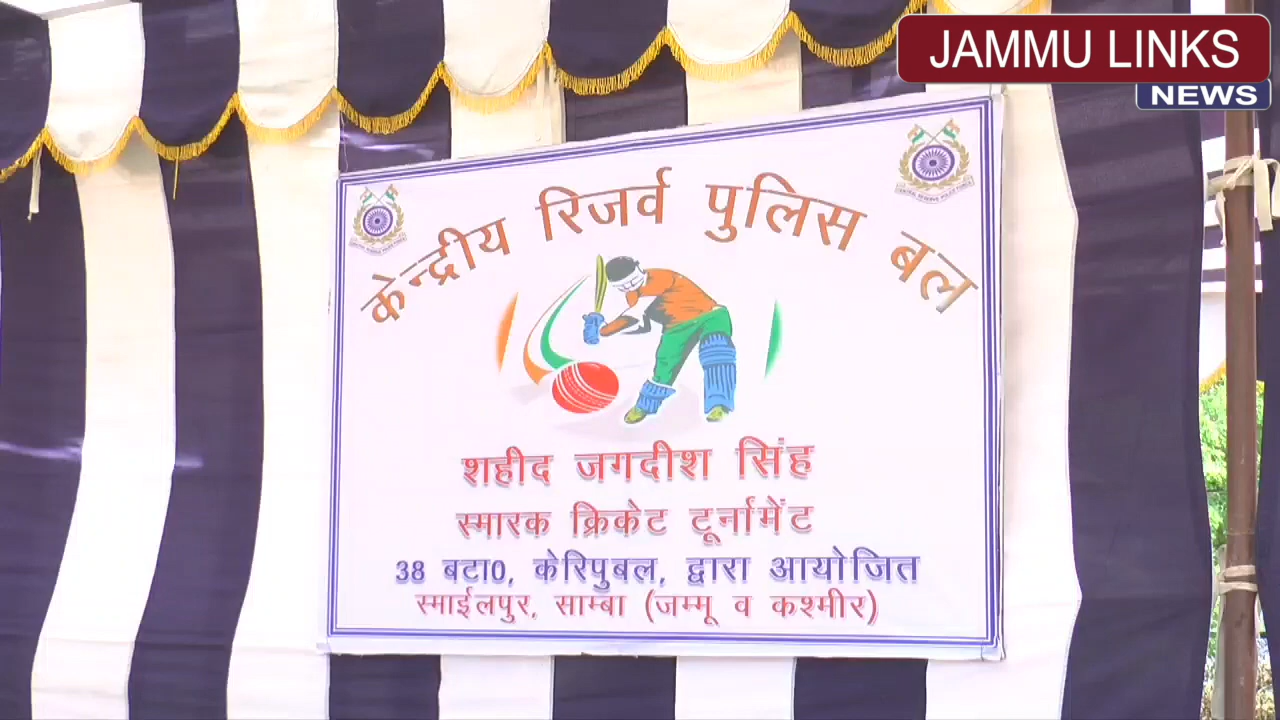 JAMMU LINKS
NEWS
केन्द्रीय रिजर्व पुलिस बल
शहीद जगदीश सिंह
स्मारक क्रिकेट टूर्नामेंट
38 बटा0, केरिपुबल, द्वारा आयोजित
स्माईलपुर, साम्बा (जम्मू व कश्मीर)